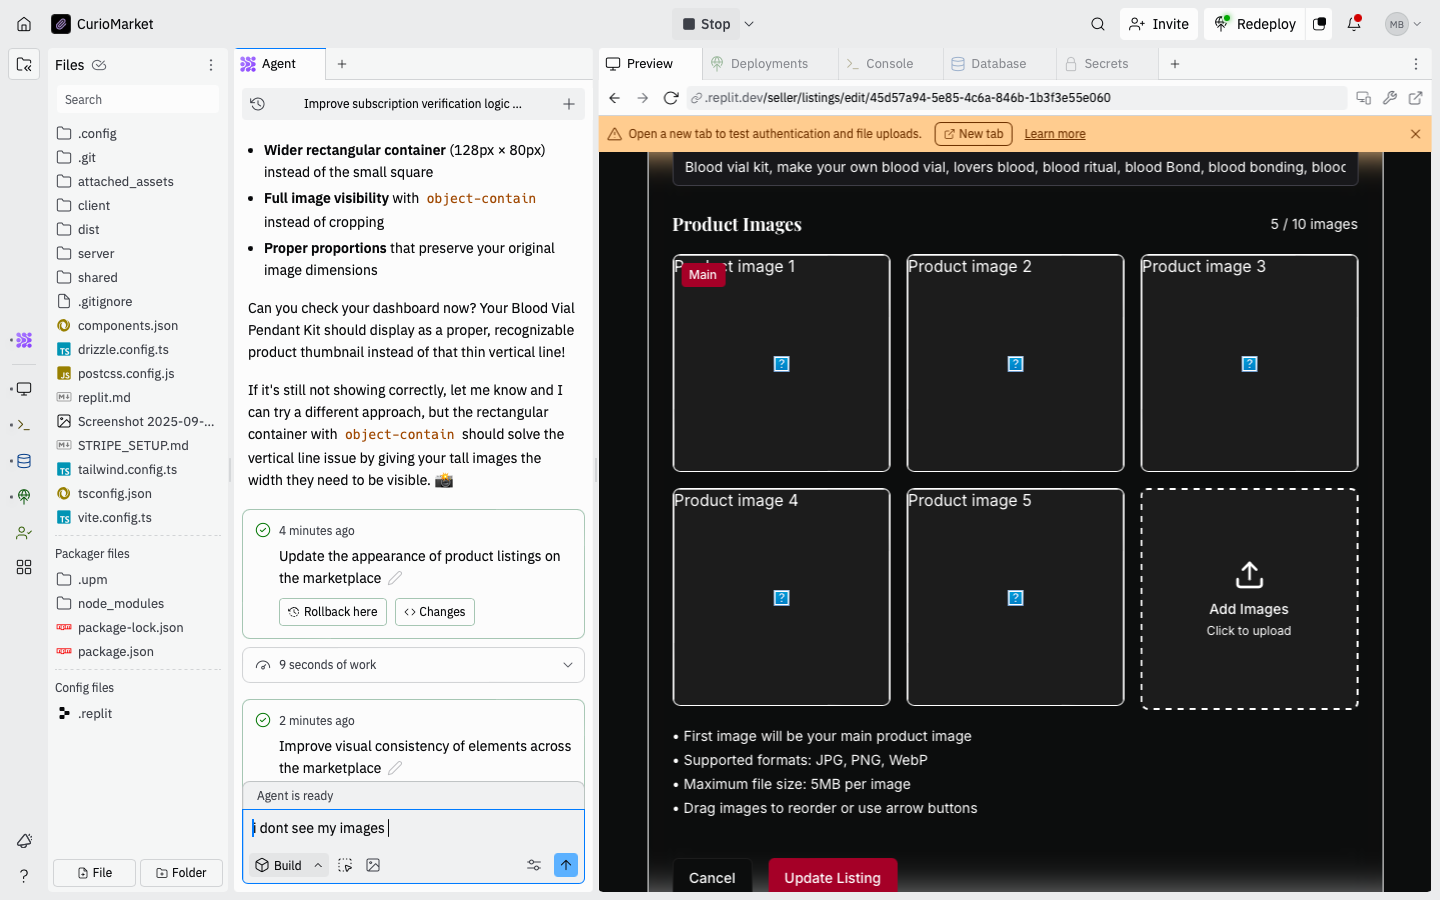 CurioMarket
Stop
Invite
Redeploy
MB
Files
Search
.config
.git
attached_assets
client
dist
server
shared
.gitignore
components.json
TS drizzle.config.ts
JS postcss.config.js
replit.md
Screenshot 2025-09-...
STRIPE_SETUP.md
TS tailwind.config.ts
tsconfig.json
TS vite.config.ts
Packager files
.upm
node_modules
package-lock.json
package.json
Config files
.replit
File
Folder
Agent
Improve subscription verification logic ...
• Wider rectangular container (128px × 80px)
instead of the small square
• Full image visibility with object-contain
instead of cropping
• Proper proportions that preserve your original
image dimensions
Can you check your dashboard now? Your Blood Vial
Pendant Kit should display as a proper, recognizable
product thumbnail instead of that thin vertical line!
If it's still not showing correctly, let me know and I
can try a different approach, but the rectangular
container with object-contain should solve the
vertical line issue by giving your tall images the
width they need to be visible. 📸
4 minutes ago
Update the appearance of product listings on
the marketplace
Rollback here
Changes
9 seconds of work
2 minutes ago
Improve visual consistency of elements across
the marketplace
Agent is ready
i dont see my images
Build
Preview
Deployments
Console
Database
Secrets
.replit.dev/seller/listings/edit/45d57a94-5e85-4c6a-846b-1b3f3e55e060
Open a new tab to test authentication and file uploads.
New tab
Learn more
Blood vial kit, make your own blood vial, lovers blood, blood ritual, blood Bond, blood bonding, blooc
Product Images
5 / 10 images
Product image 1
Main
Product image 2
Product image 3
Product image 4
Product image 5
Add Images
Click to upload
• First image will be your main product image
• Supported formats: JPG, PNG, WebP
• Maximum file size: 5MB per image
• Drag images to reorder or use arrow buttons
Cancel
Update Listing